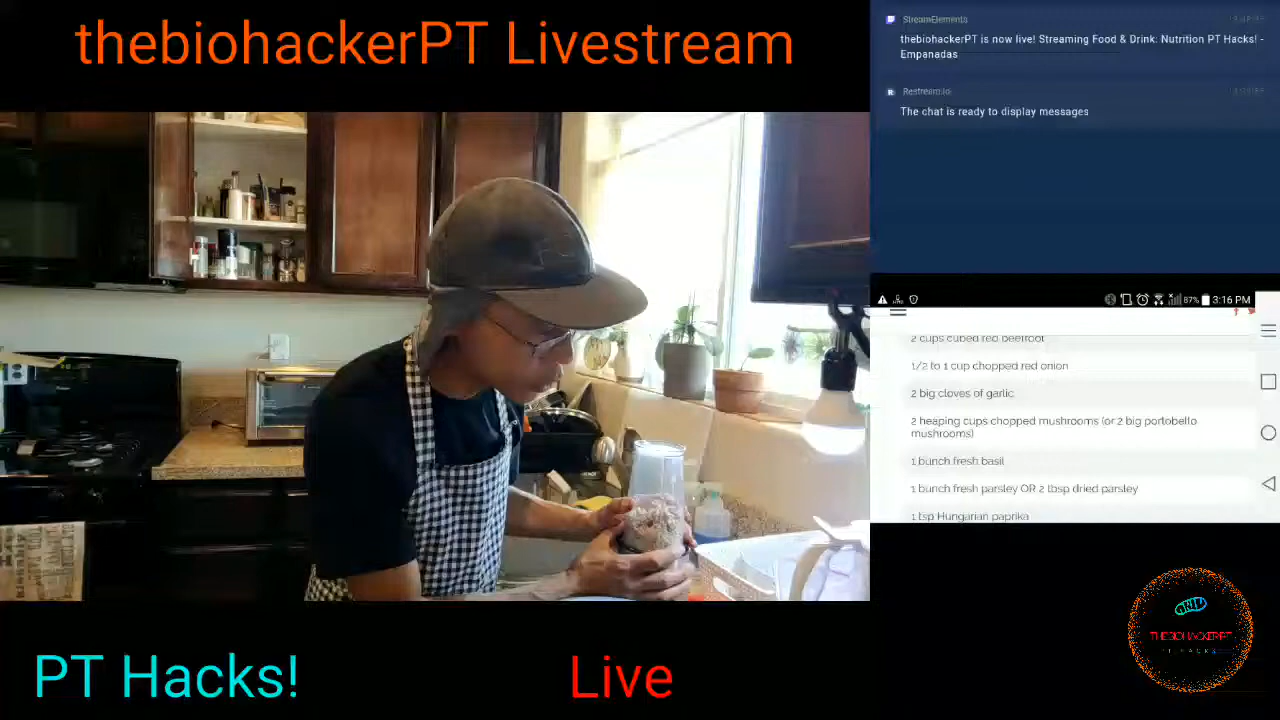 thebiohackerPT Livestream
StreamElements
thebiohackerPT is now live! Streaming Food & Drink: Nutrition PT Hacks! -
Empanadas
Restream.io
The chat is ready to display messages
87% 3:16 PM
2 cups cubed red beetroot
1/2 to 1 cup chopped red onion
2 big cloves of garlic
2 heaping cups chopped mushrooms (or 2 big portobello
mushrooms)
1 bunch fresh basil
1 bunch fresh parsley OR 2 tbsp dried parsley
1 tsp Hungarian paprika
THEBIOHACKERPT
PT HACKS
PT Hacks!
Live